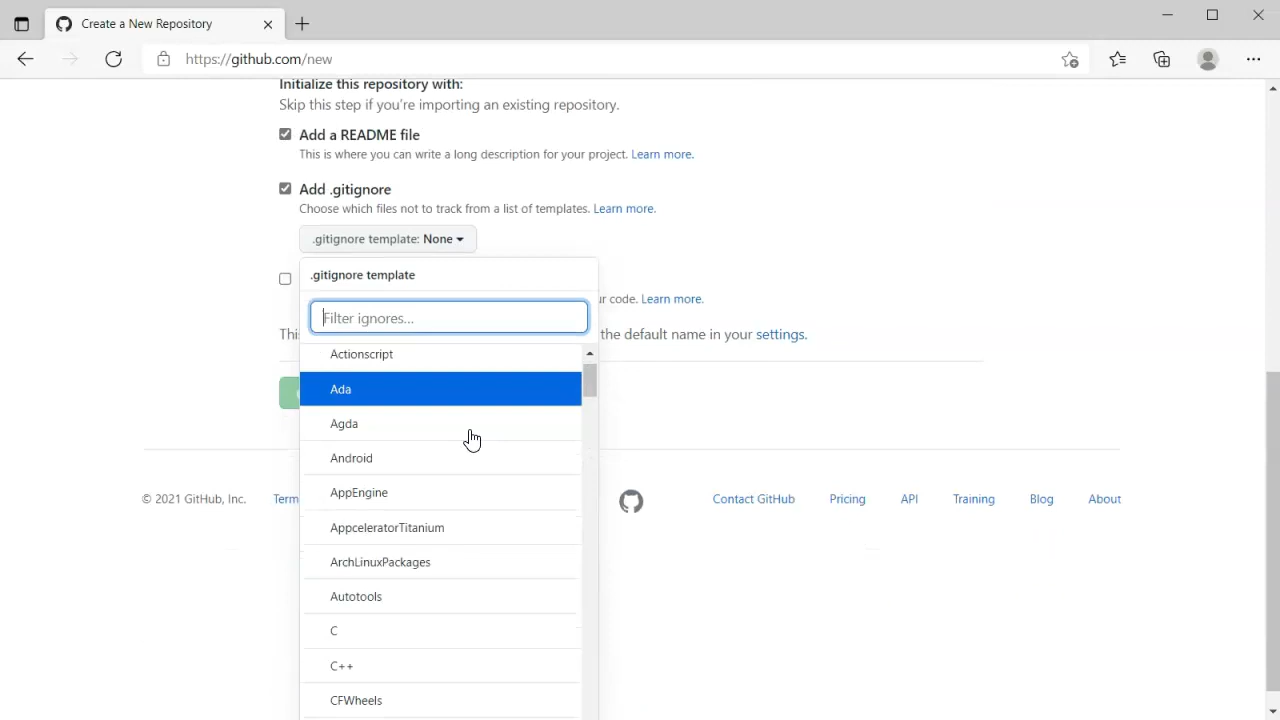 Create a New Repository
https://github.com/new
Initialize this repository with:
Skip this step if you're importing an existing repository.
Add a README file
This is where you can write a long description for your project. Learn more.
Add .gitignore
Choose which files not to track from a list of templates. Learn more.
.gitignore template: None
.gitignore template
ur code. Learn more.
Filter ignores...
the default name in your settings.
Actionscript
Ada
Agda
Android
AppEngine
© 2021 GitHub, Inc.
Contact GitHub
Pricing
API
Training
Blog
About
AppceleratorTitanium
ArchLinuxPackages
Autotools
C
C++
CFWheels